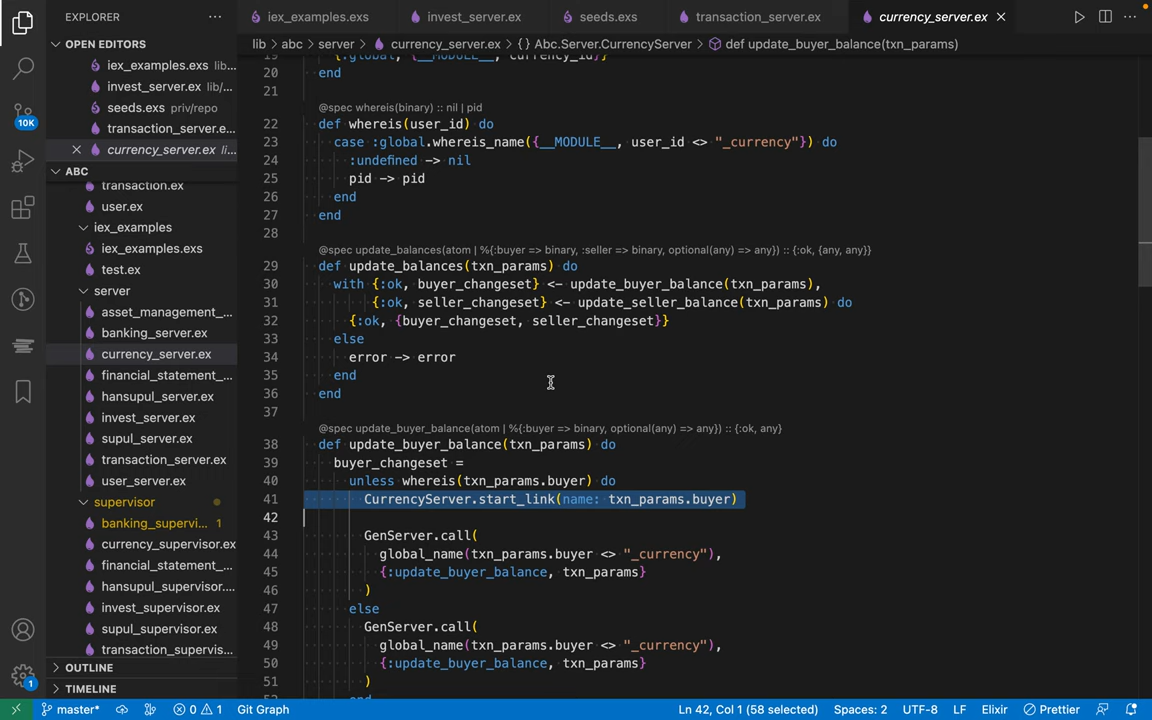 EXPLORER
iex_examples.exs
invest_server.ex
seeds.exs
transaction_server.ex
currency_server.ex
OPEN EDITORS
iex_examples.exs lib...
invest_server.ex lib/...
seeds.exs priv/repo
transaction_server.e...
currency_server.ex li...
ABC
transaction.ex
user.ex
iex_examples
iex_examples.exs
test.ex
server
asset_management_...
banking_server.ex
currency_server.ex
financial_statement_...
hansupul_server.ex
invest_server.ex
supul_server.ex
transaction_server.ex
user_server.ex
supervisor
banking_supervi... 1
currency_supervisor.ex
financial_statement_...
hansupul_supervisor....
invest_supervisor.ex
supul_supervisor.ex
transaction_supervis...
OUTLINE
TIMELINE
10K
1
lib > abc > server > currency_server.ex > {} Abc.Server.CurrencyServer > def update_buyer_balance(txn_params)
19 {:global, {__MODULE__, currency_id}}
20 end
21
@spec whereis(binary) :: nil | pid
22 def whereis(user_id) do
23 case :global.whereis_name({__MODULE__, user_id <> "_currency"}) do
24 :undefined -> nil
25 pid -> pid
26 end
27 end
28
@spec update_balances(atom | %{:buyer => binary, :seller => binary, optional(any) => any}) :: {:ok, {any, any}}
29 def update_balances(txn_params) do
30 with {:ok, buyer_changeset} <- update_buyer_balance(txn_params),
31 {:ok, seller_changeset} <- update_seller_balance(txn_params) do
32 {:ok, {buyer_changeset, seller_changeset}}
33 else
34 error -> error
35 end
36 end
37
@spec update_buyer_balance(atom | %{:buyer => binary, optional(any) => any}) :: {:ok, any}
38 def update_buyer_balance(txn_params) do
39 buyer_changeset =
40 unless whereis(txn_params.buyer) do
41 CurrencyServer.start_link(name: txn_params.buyer)
42
43 GenServer.call(
44 global_name(txn_params.buyer <> "_currency"),
45 {:update_buyer_balance, txn_params}
46 )
47 else
48 GenServer.call(
49 global_name(txn_params.buyer <> "_currency"),
50 {:update_buyer_balance, txn_params}
51 )
master* 0 1 Git Graph Ln 42, Col 1 (58 selected) Spaces: 2 UTF-8 LF Elixir Prettier